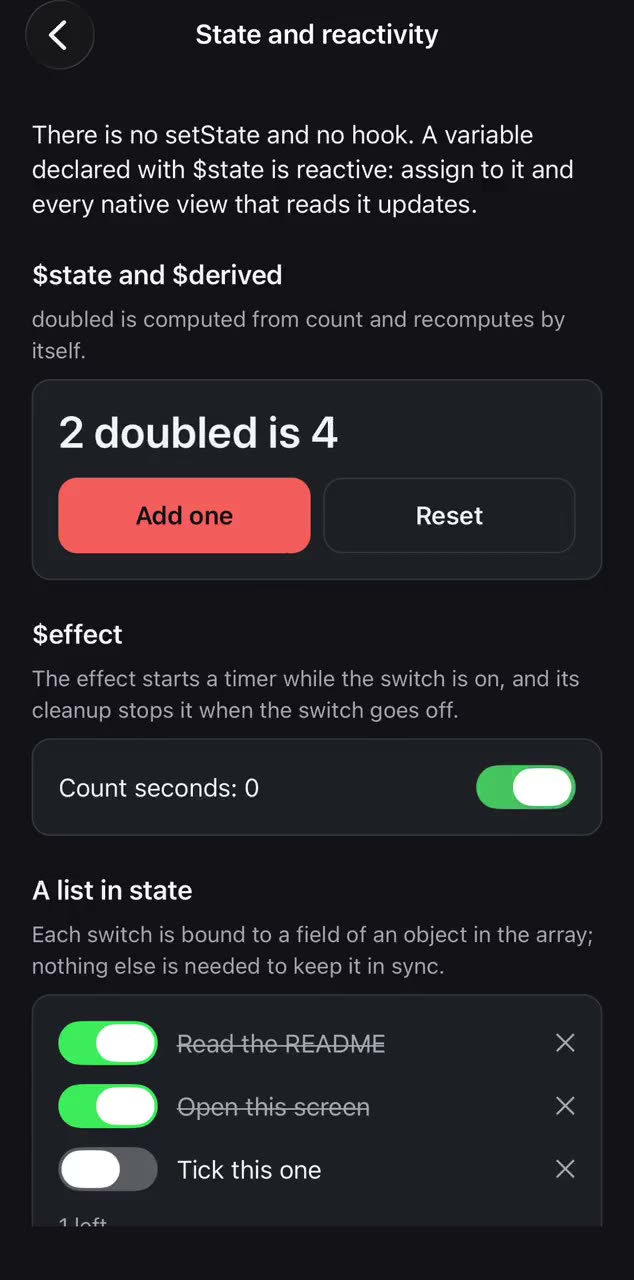 State and reactivity
There is no setState and no hook. A variable
declared with $state is reactive: assign to it and
every native view that reads it updates.
$state and $derived
doubled is computed from count and recomputes by
itself.
2 doubled is 4
Add one
Reset
$effect
The effect starts a timer while the switch is on, and its
cleanup stops it when the switch goes off.
Count seconds: 0
A list in state
Each switch is bound to a field of an object in the array;
nothing else is needed to keep it in sync.
Read the README
Open this screen
Tick this one
1 left